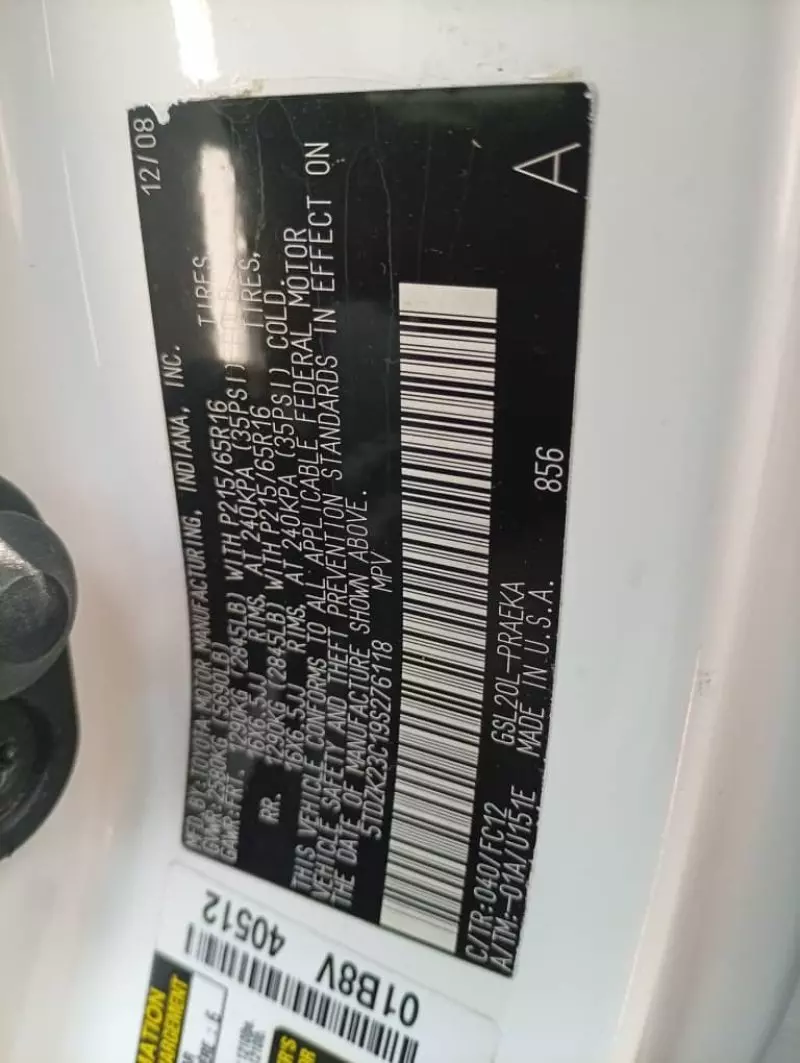 MFD. BY: TOYOTA MOTOR MANUFACTURING, INDIANA, INC. 12/08
GVWR: 2580KG (5690LB)
GAWR: FRT. 1290KG (2845LB) WITH P215/65R16 TIRES,
16X6.5JJ RIMS, AT 240KPA (35PSI)
RR. 1290KG (2845LB) WITH P215/65R16 TIRES,
16X6.5JJ RIMS, AT 240KPA (35PSI) COLD.
THIS VEHICLE CONFORMS TO ALL APPLICABLE FEDERAL MOTOR
VEHICLE SAFETY AND THEFT PREVENTION STANDARDS IN EFFECT ON
THE DATE OF MANUFACTURE SHOWN ABOVE.
5TDZK23C19S276118 MPV
C/TR:040/FC12 GSL20L-PRAEKA 856 A
A/TM:-01A/U151E MADE IN U.S.A.
01B8V 40512